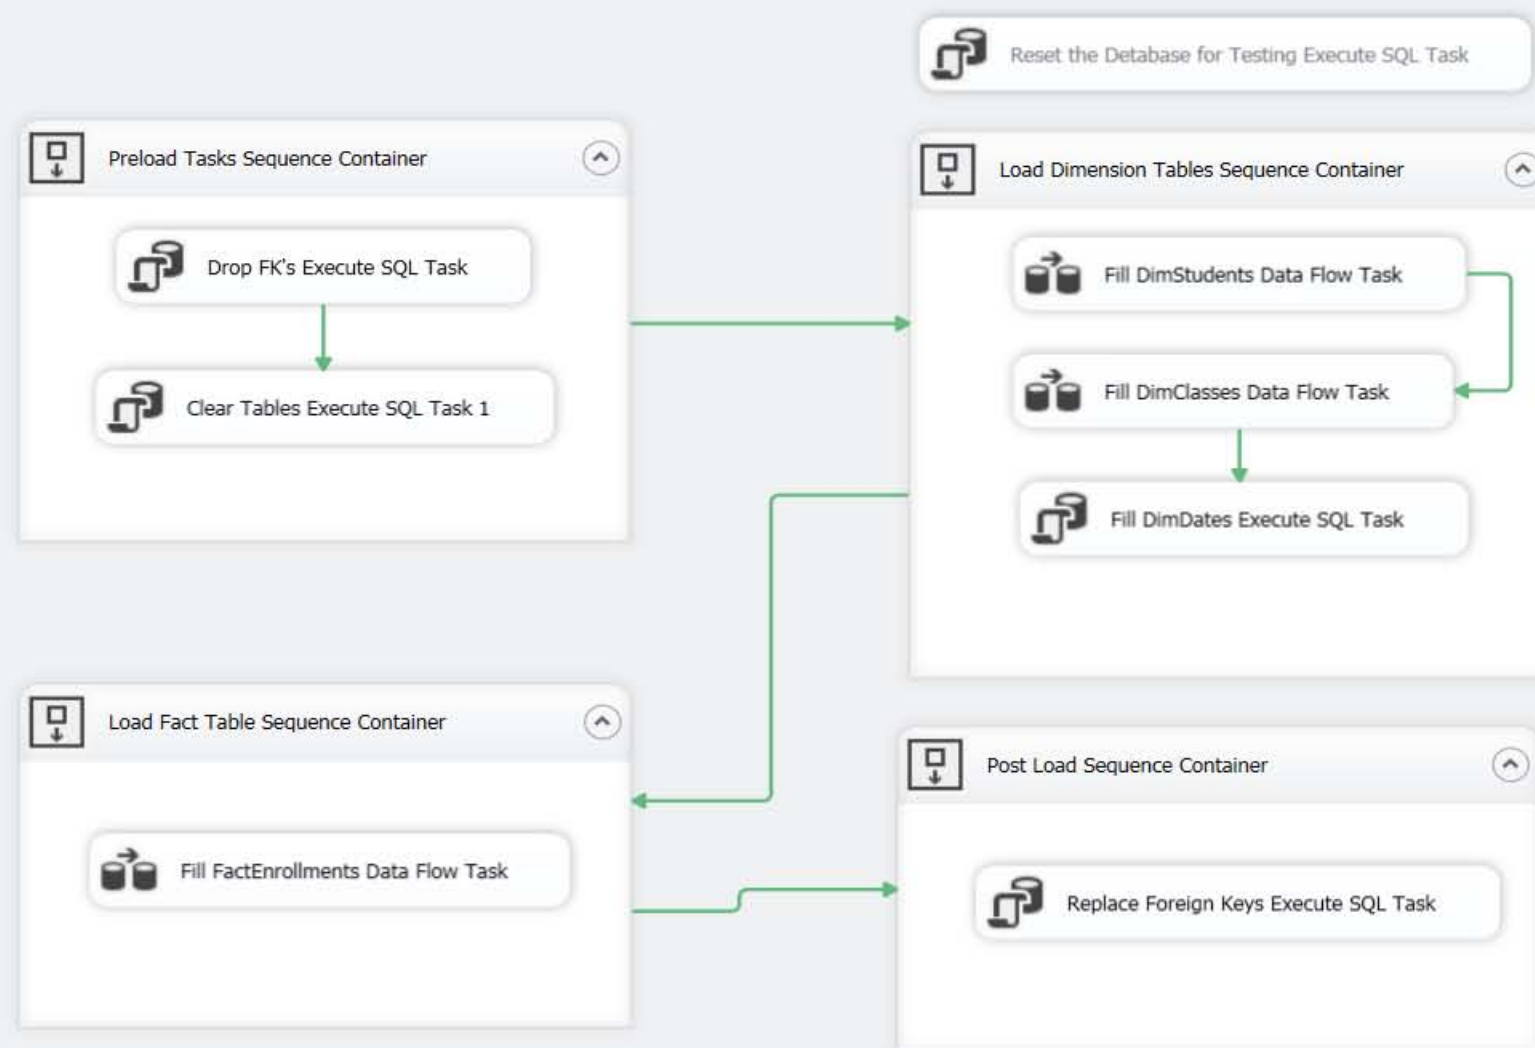 Reset the Detabase for Testing Execute SQL Task
Preload Tasks Sequence Container
Drop FK's Execute SQL Task
Clear Tables Execute SQL Task 1
Load Dimension Tables Sequence Container
Fill DimStudents Data Flow Task
Fill DimClasses Data Flow Task
Fill DimDates Execute SQL Task
Load Fact Table Sequence Container
Fill FactEnrollments Data Flow Task
Post Load Sequence Container
Replace Foreign Keys Execute SQL Task